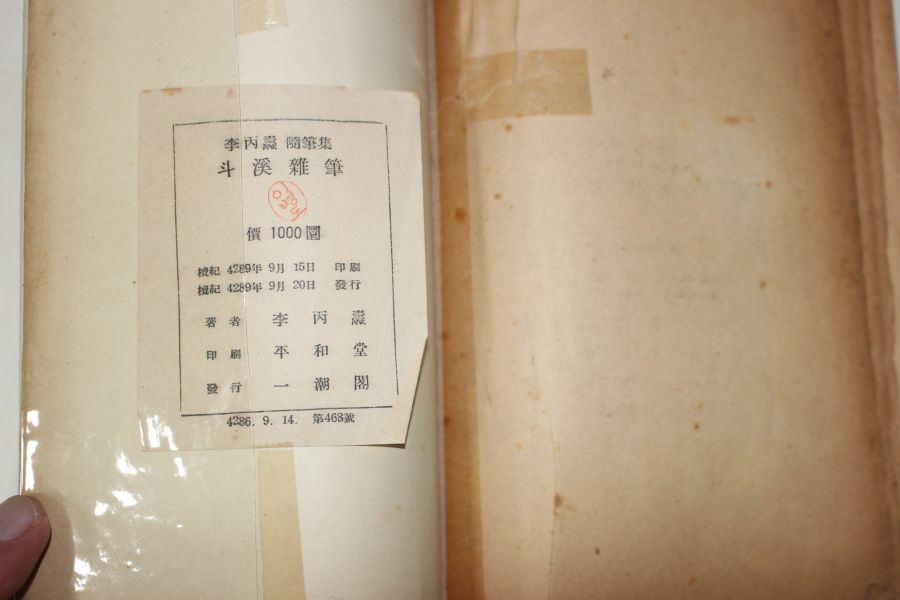 李丙燾 隨筆集
斗溪雜筆
價 1000圜
檀紀 4289年 9月 15日 印刷
檀紀 4289年 9月 20日 發行
著者 李丙燾
印刷 平和堂
發行 一潮閣
4286. 9. 14. 第468號